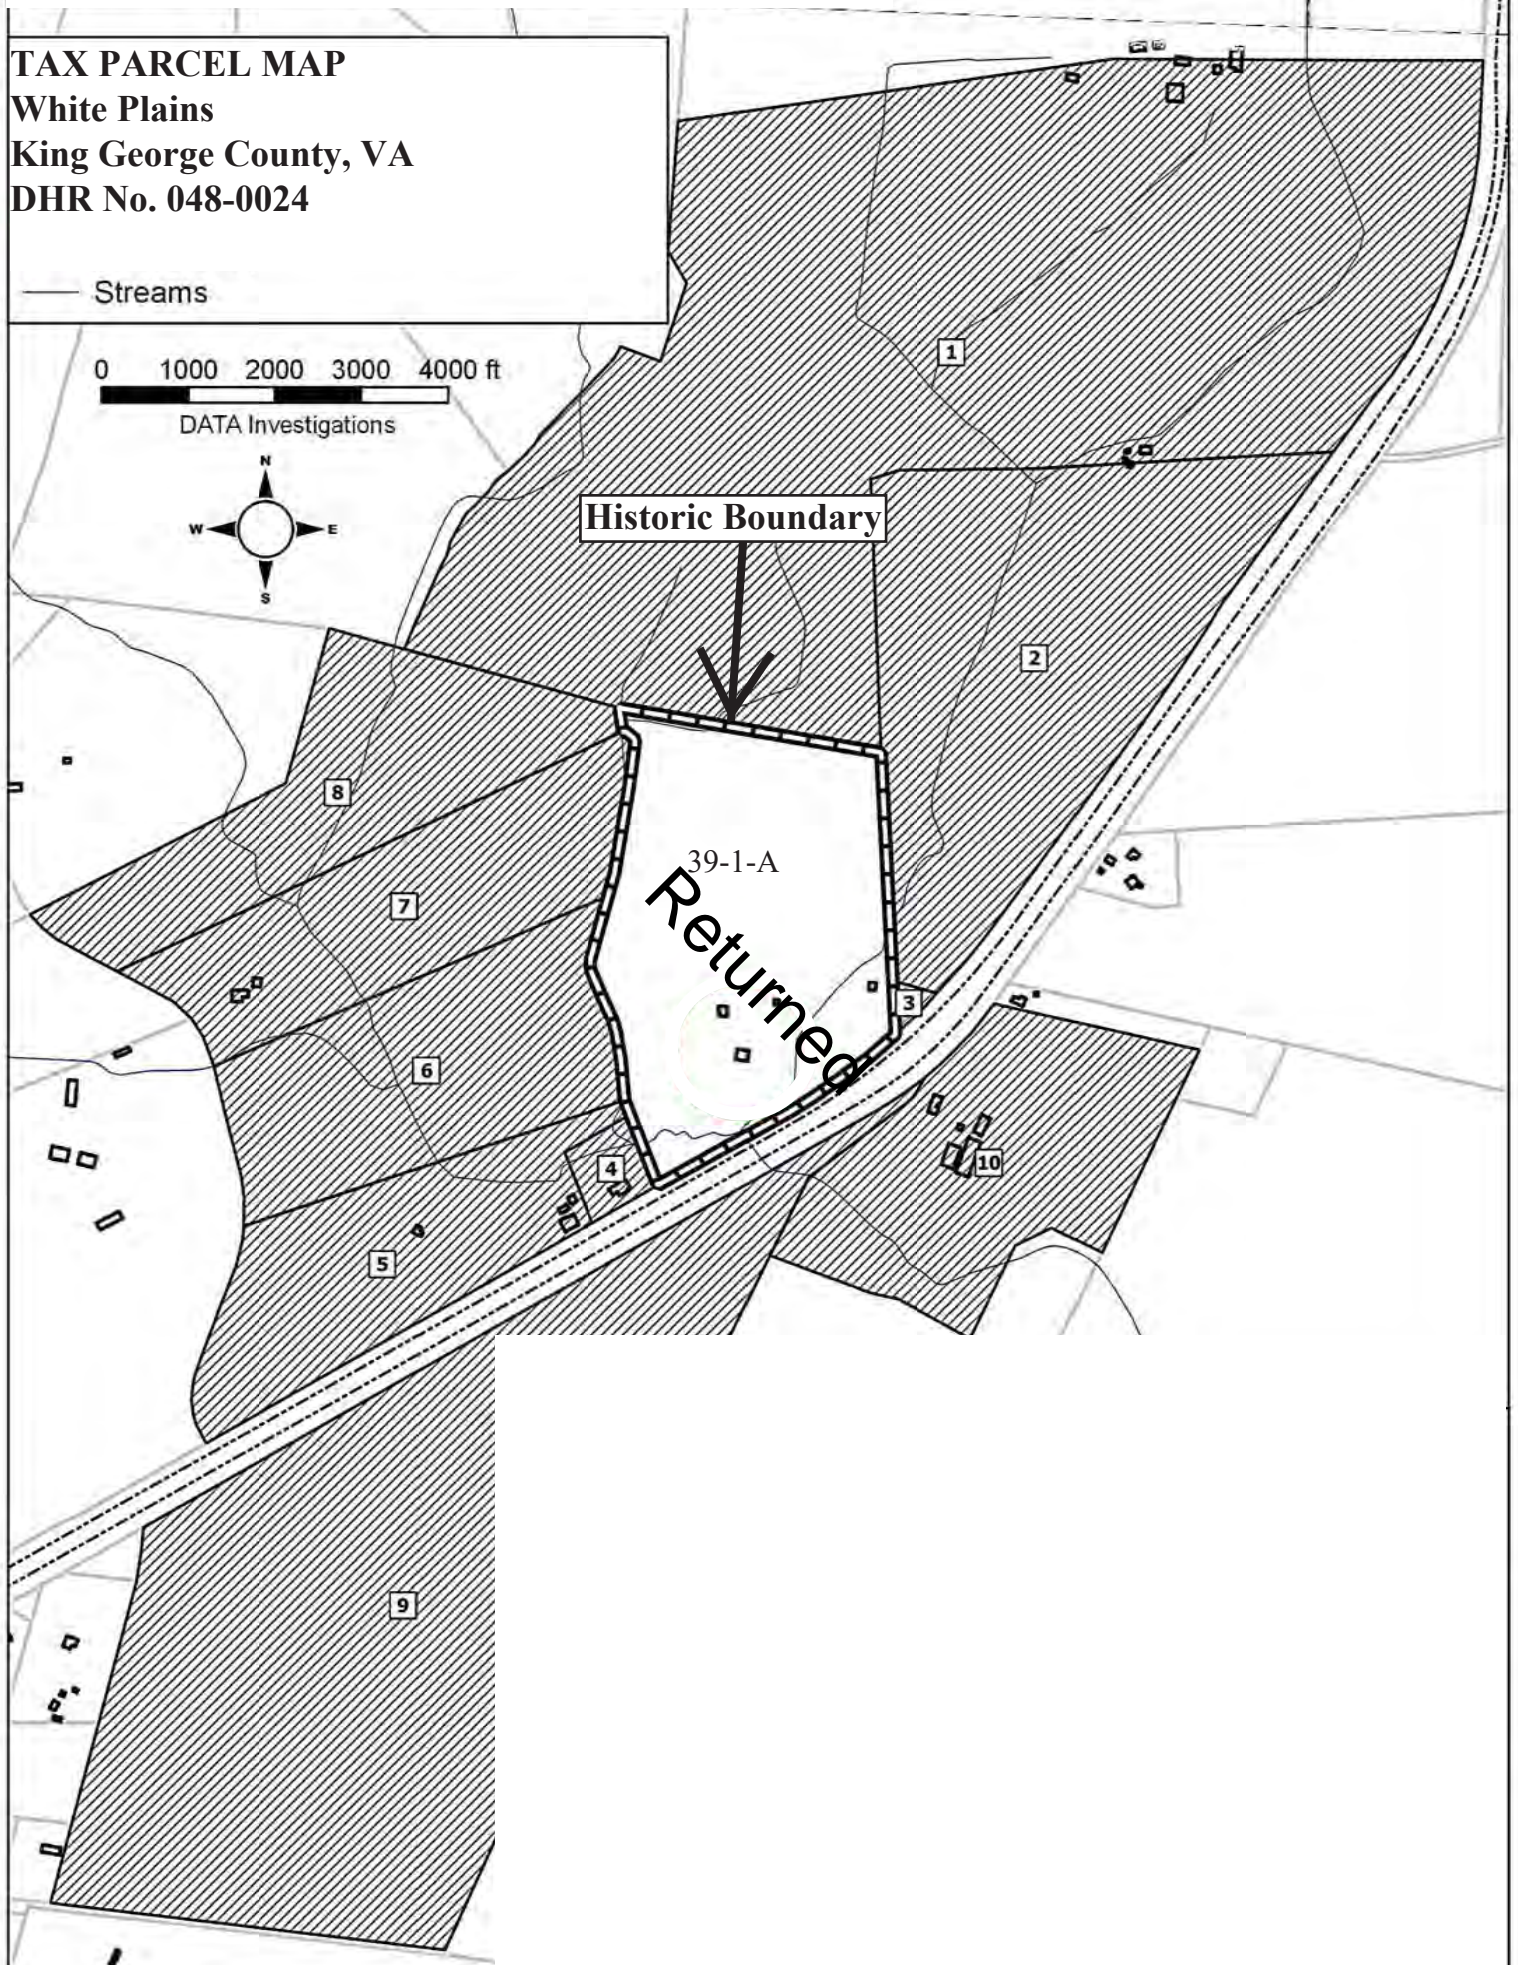 TAX PARCEL MAP
White Plains
King George County, VA
DHR No. 048-0024
Streams
0 1000 2000 3000 4000 ft
DATA Investigations
N
W E
S
1
Historic Boundary
2
8
39-1-A
7
Returned
3
6
4
10
5
9